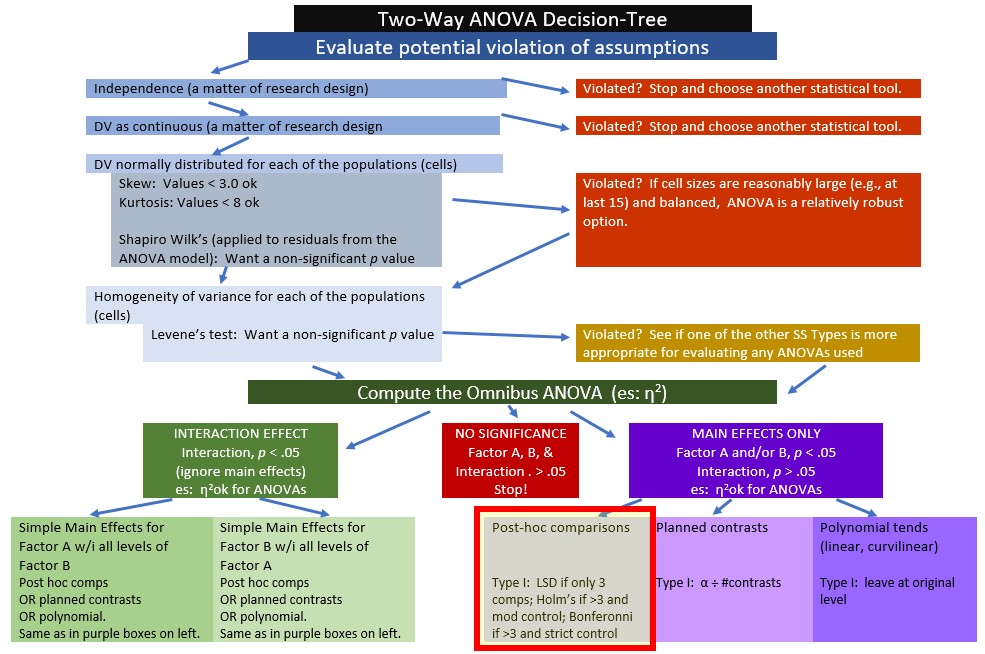 Two-Way ANOVA Decision-Tree
Evaluate potential violation of assumptions
Independence (a matter of research design)
Violated?  Stop and choose another statistical tool.
DV as continuous (a matter of research design
Violated?  Stop and choose another statistical tool.
DV normally distributed for each of the populations (cells)
Skew:  Values < 3.0 ok
Kurtosis: Values < 8 ok
Shapiro Wilk’s (applied to residuals from the
ANOVA model):  Want a non-significant p value
Violated?  If cell sizes are reasonably large (e.g., at
last 15) and balanced,  ANOVA is a relatively robust
option.
Homogeneity of variance for each of the populations
(cells)
Levene’s test:  Want a non-significant p value
Violated?  See if one of the other SS Types is more
appropriate for evaluating any ANOVAs used
Compute the Omnibus ANOVA  (es: η²)
INTERACTION EFFECT
Interaction, p < .05
(ignore main effects)
es:  η²ok for ANOVAs
NO SIGNIFICANCE
Factor A, B, &
Interaction . > .05
Stop!
MAIN EFFECTS ONLY
Factor A and/or B, p < .05
Interaction, p > .05
es:  η²ok for ANOVAs
Simple Main Effects for
Factor A w/i all levels of
Factor B
Post hoc comps
OR planned contrasts
OR polynomial.
Same as in purple boxes on left.
Simple Main Effects for
Factor B w/i all levels of
Factor A
Post hoc comps
OR planned contrasts
OR polynomial.
Same as in purple boxes on left.
Post-hoc comparisons
Type I:  LSD if only 3
comps; Holm’s if >3 and
mod control; Bonferonni
if >3 and strict control
Planned contrasts
Type I:  α ÷ #contrasts
Polynomial tends
(linear, curvilinear)
Type I:  leave at original
level